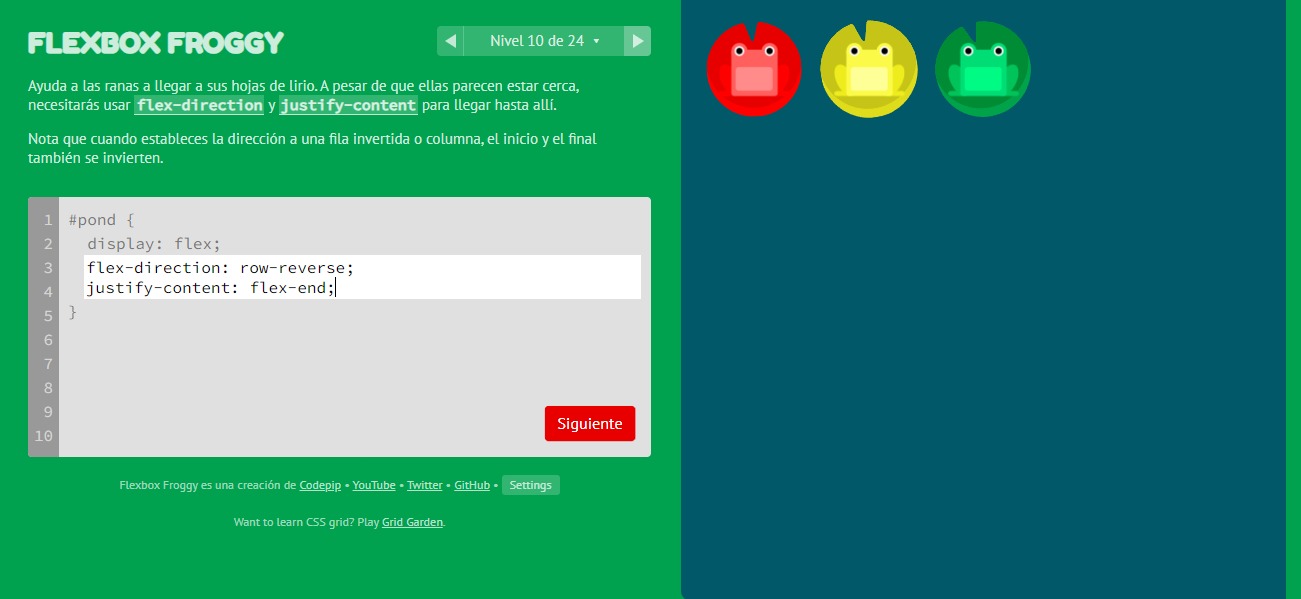 FLEXBOX FROGGY
Nivel 10 de 24
Ayuda a las ranas a llegar a sus hojas de lirio. A pesar de que ellas parecen estar cerca,
necesitarás usar flex-direction y justify-content para llegar hasta allí.
Nota que cuando estableces la dirección a una fila invertida o columna, el inicio y el final
también se invierten.
1 #pond {
2 display: flex;
3 flex-direction: row-reverse;
4 justify-content: flex-end;
5 }
6
7
8
9
10
Siguiente
Flexbox Froggy es una creación de Codepip • YouTube • Twitter • GitHub • Settings
Want to learn CSS grid? Play Grid Garden.